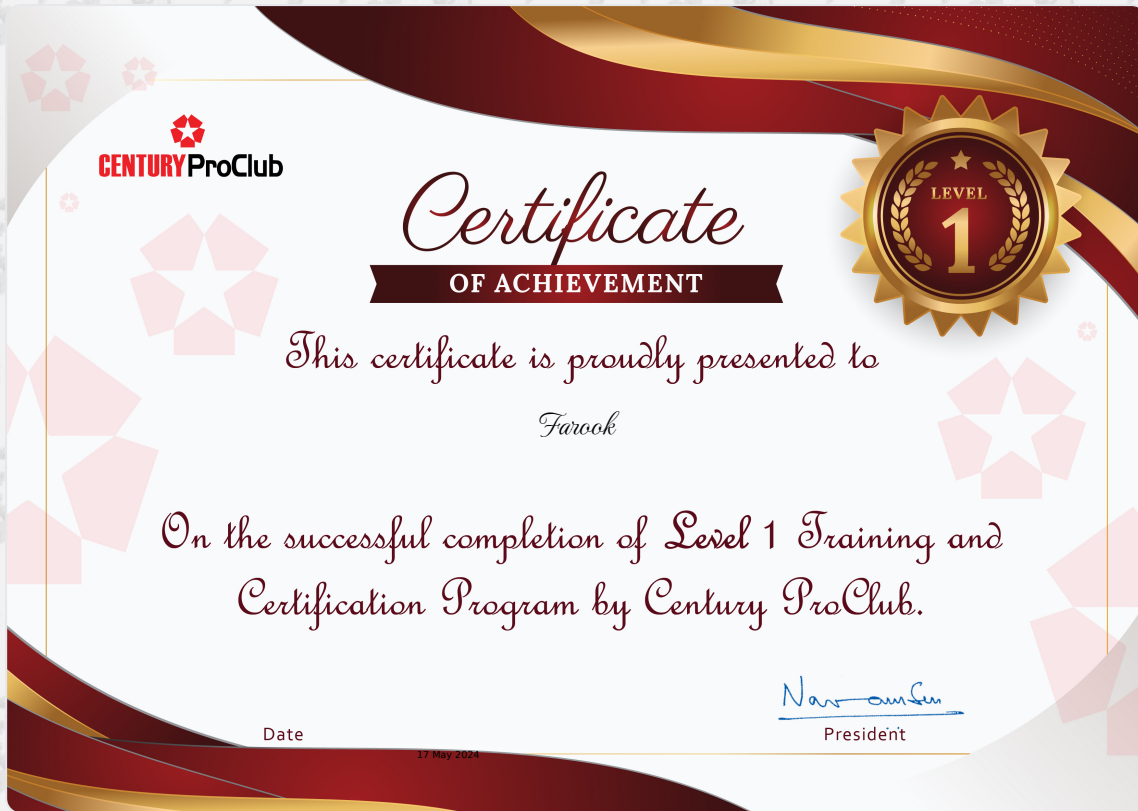 CENTURY ProClub
LEVEL
1
Certificate
OF ACHIEVEMENT
This certificate is proudly presented to
Farook
On the successful completion of Level 1 Training and
Certification Program by Century ProClub.
Date
President
17 May 2024